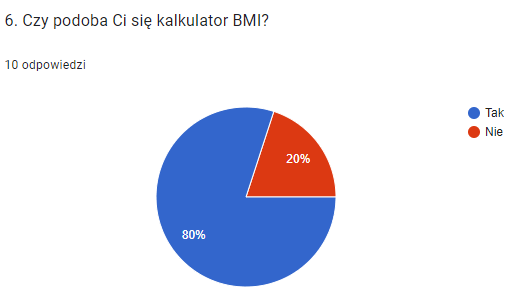 6. Czy podoba Ci się kalkulator BMI?
10 odpowiedzi
Tak
Nie
20%
80%